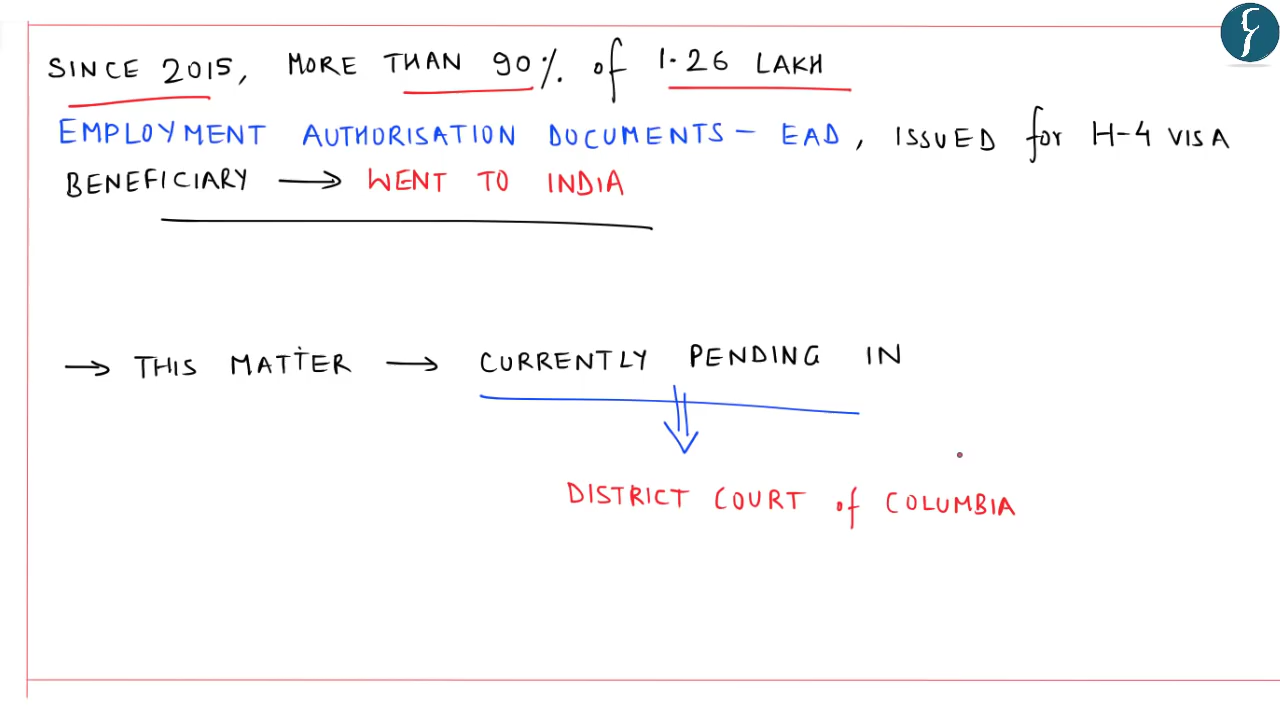 SINCE 2015, MORE THAN 90% of 1.26 LAKH
EMPLOYMENT AUTHORISATION DOCUMENTS - EAD, ISSUED for H-4 VISA
BENEFICIARY → WENT TO INDIA
→ THIS MATTER → CURRENTLY PENDING IN
DISTRICT COURT of COLUMBIA